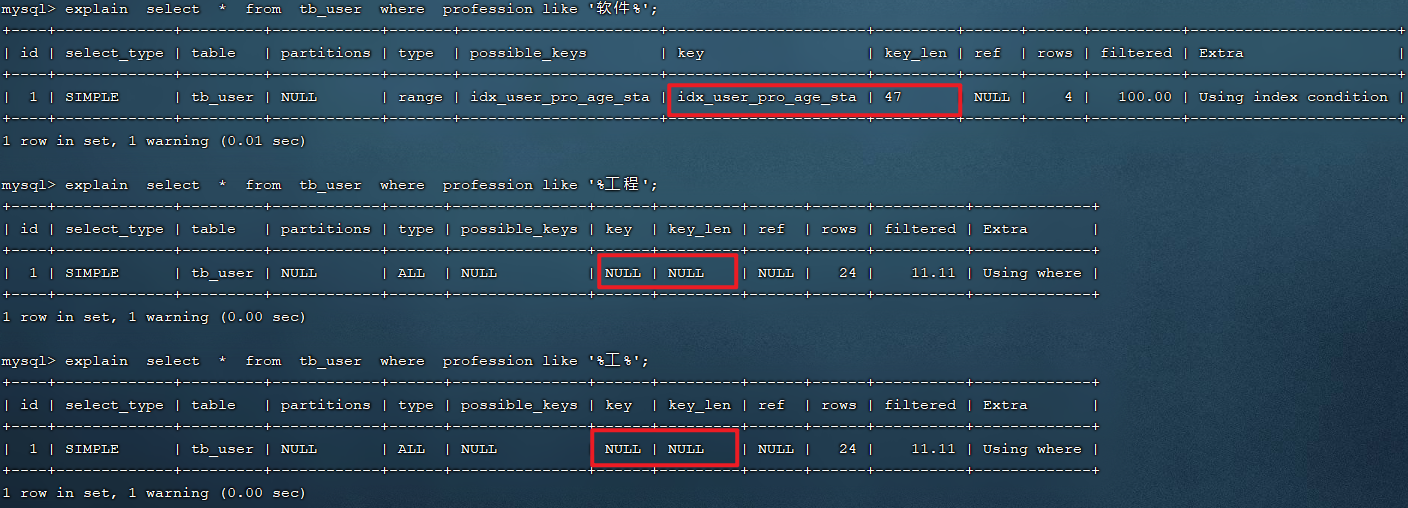 mysql> explain  select  *  from  tb_user  where  profession like '软件%';
+----+-------------+---------+------------+-------+----------------------+----------------------+---------+------+------+----------+-----------------------+
| id | select_type | table   | partitions | type  | possible_keys        | key                  | key_len | ref  | rows | filtered | Extra                 |
+----+-------------+---------+------------+-------+----------------------+----------------------+---------+------+------+----------+-----------------------+
|  1 | SIMPLE      | tb_user | NULL       | range | idx_user_pro_age_sta | idx_user_pro_age_sta | 47      | NULL |    4 |   100.00 | Using index condition |
+----+-------------+---------+------------+-------+----------------------+----------------------+---------+------+------+----------+-----------------------+
1 row in set, 1 warning (0.01 sec)
mysql> explain  select  *  from  tb_user  where  profession like '%工程';
+----+-------------+---------+------------+------+---------------+------+---------+------+------+----------+-------------+
| id | select_type | table   | partitions | type | possible_keys | key  | key_len | ref  | rows | filtered | Extra       |
+----+-------------+---------+------------+------+---------------+------+---------+------+------+----------+-------------+
|  1 | SIMPLE      | tb_user | NULL       | ALL  | NULL          | NULL | NULL    | NULL |   24 |    11.11 | Using where |
+----+-------------+---------+------------+------+---------------+------+---------+------+------+----------+-------------+
1 row in set, 1 warning (0.00 sec)
mysql> explain  select  *  from  tb_user  where  profession like '%工%';
+----+-------------+---------+------------+------+---------------+------+---------+------+------+----------+-------------+
| id | select_type | table   | partitions | type | possible_keys | key  | key_len | ref  | rows | filtered | Extra       |
+----+-------------+---------+------------+------+---------------+------+---------+------+------+----------+-------------+
|  1 | SIMPLE      | tb_user | NULL       | ALL  | NULL          | NULL | NULL    | NULL |   24 |    11.11 | Using where |
+----+-------------+---------+------------+------+---------------+------+---------+------+------+----------+-------------+
1 row in set, 1 warning (0.00 sec)